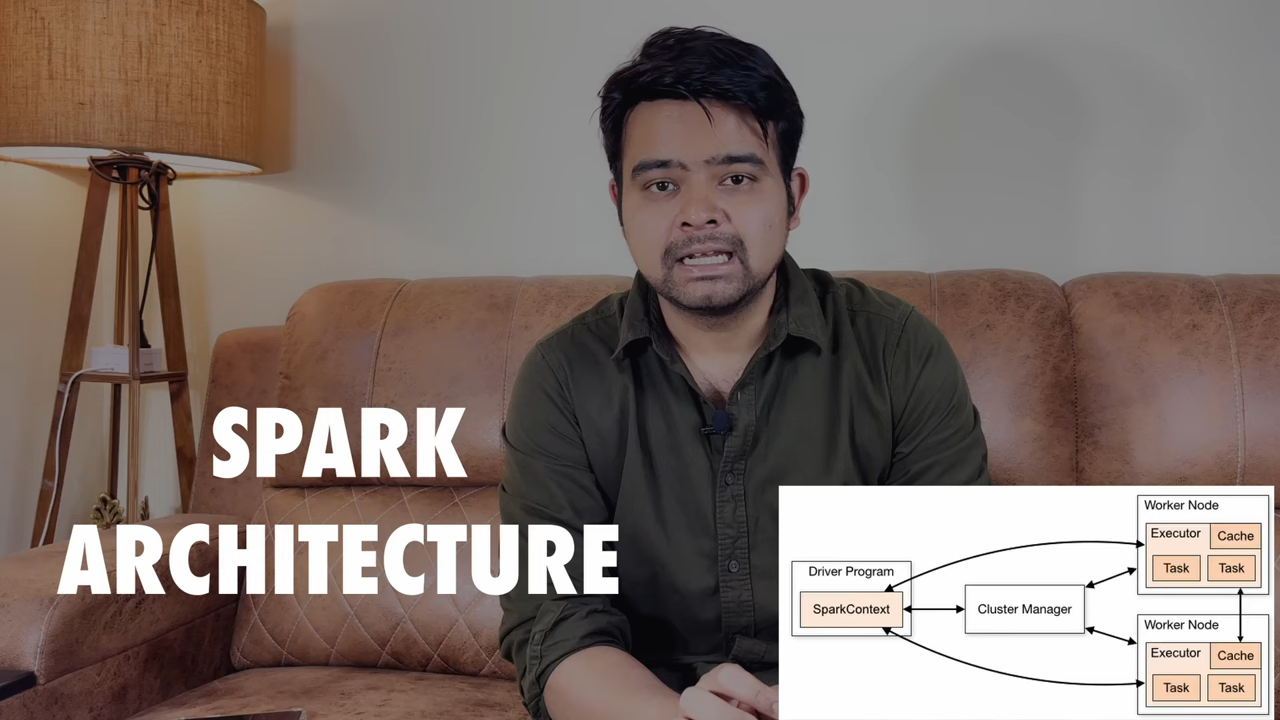 SPARK
ARCHITECTURE
Driver Program
SparkContext
Cluster Manager
Worker Node
Executor
Cache
Task
Task
Worker Node
Executor
Cache
Task
Task